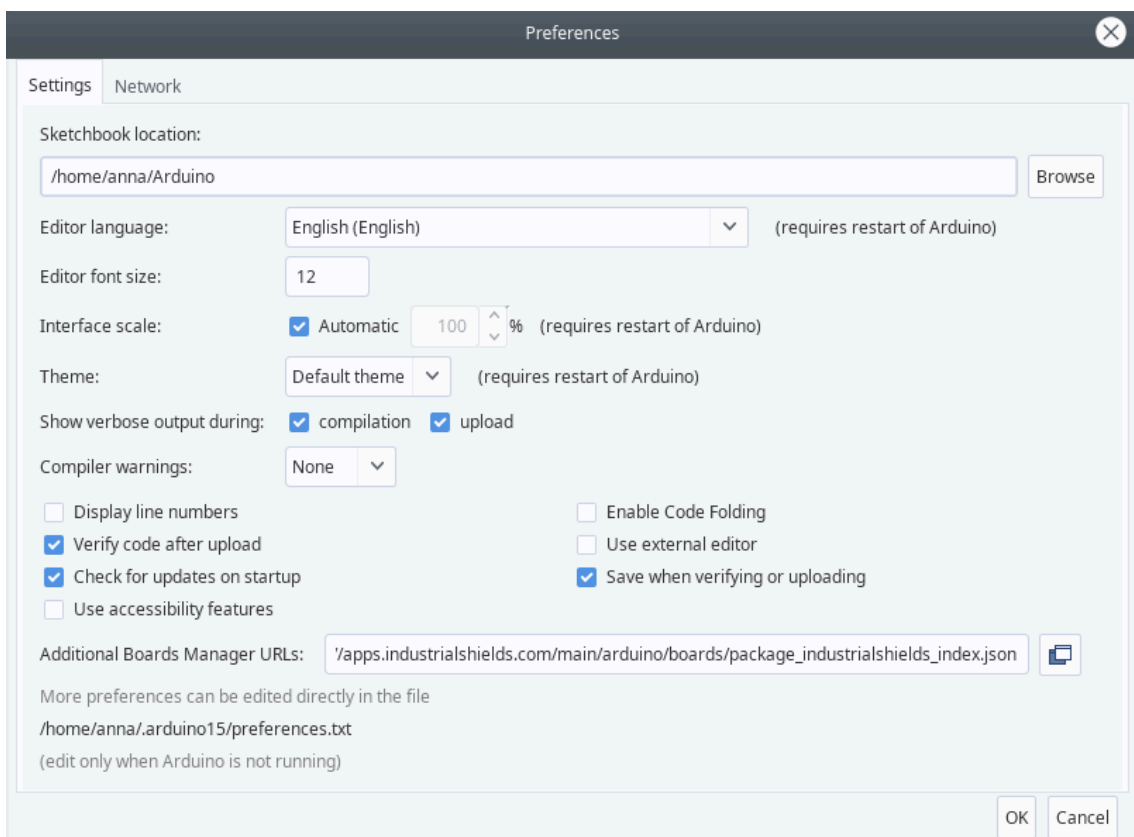 Preferences
Settings Network
Sketchbook location:
/home/anna/Arduino Browse
Editor language: English (English) (requires restart of Arduino)
Editor font size: 12
Interface scale: Automatic 100 % (requires restart of Arduino)
Theme: Default theme (requires restart of Arduino)
Show verbose output during: compilation upload
Compiler warnings: None
Display line numbers Enable Code Folding
Verify code after upload Use external editor
Check for updates on startup Save when verifying or uploading
Use accessibility features
Additional Boards Manager URLs: /apps.industrialshields.com/main/arduino/boards/package_industrialshields_index.json
More preferences can be edited directly in the file
/home/anna/.arduino15/preferences.txt
(edit only when Arduino is not running)
OK Cancel